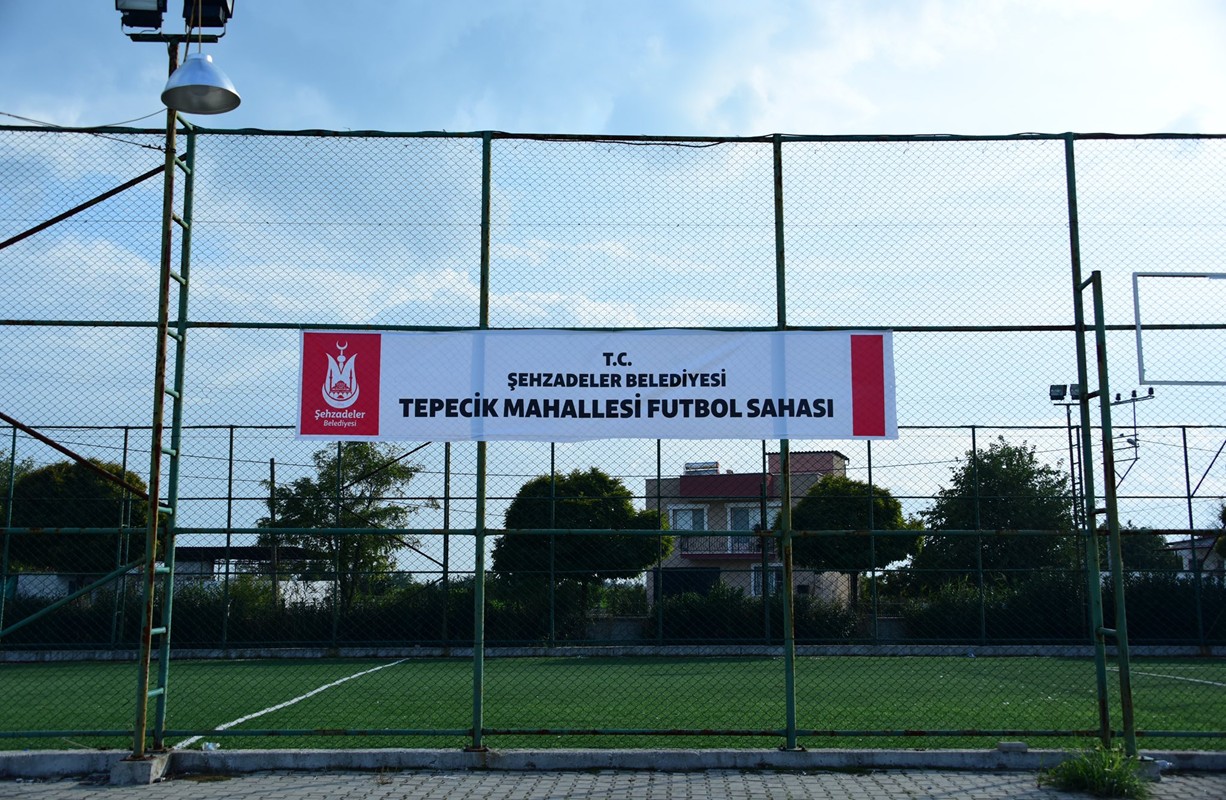 Şehzadeler
Belediyesi
T.C.
ŞEHZADELER BELEDİYESİ
TEPECİK MAHALLESİ FUTBOL SAHASI